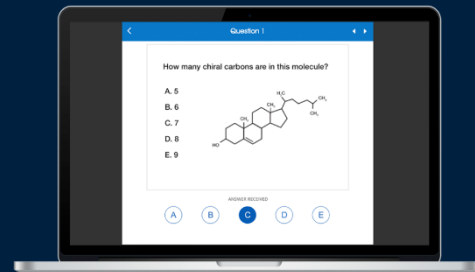 Question 1
How many chiral carbons are in this molecule?
A. 5
B. 6
C. 7
D. 8
E. 9
H₃C
CH₃
CH₃
CH₃
CH₃
HO
ANSWER RECEIVED
A
B
C
D
E